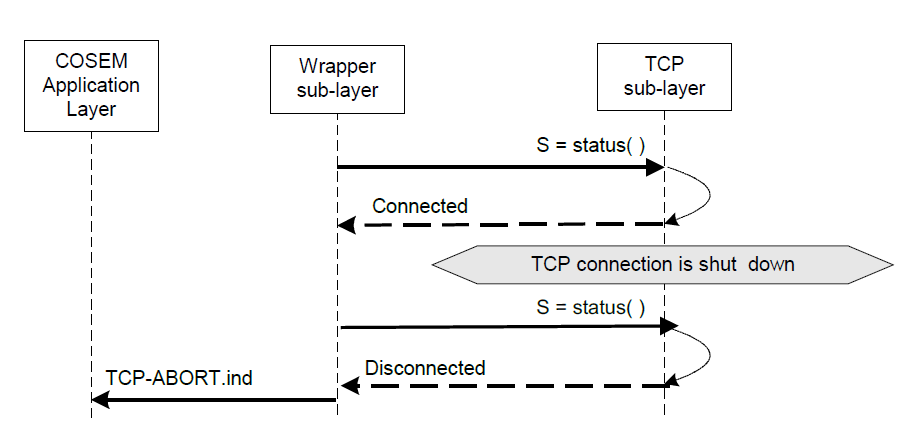 COSEM
Application
Layer
Wrapper
sub-layer
TCP
sub-layer
S = status( )
Connected
TCP connection is shut down
S = status( )
Disconnected
TCP-ABORT.ind